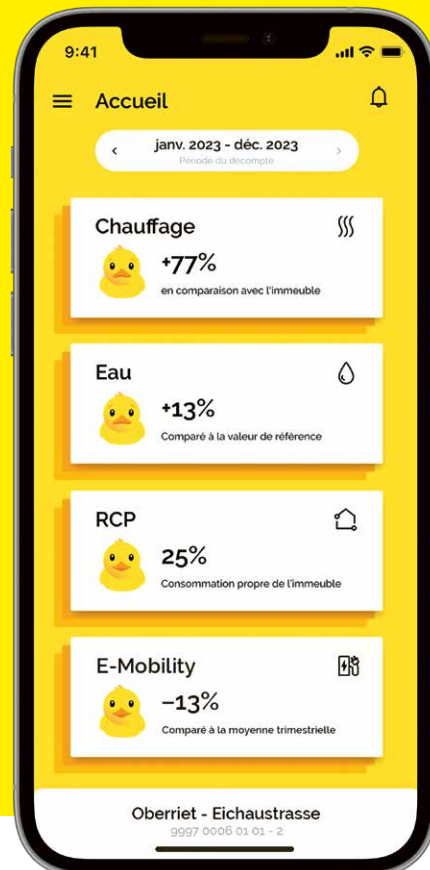 9:41
Accueil
janv. 2023 - déc. 2023
Période du décompte
Chauffage
+77%
en comparaison avec l'immeuble
Eau
+13%
Comparé à la valeur de référence
RCP
25%
Consommation propre de l'immeuble
E-Mobility
–13%
Comparé à la moyenne trimestrielle
Oberriet - Eichaustrasse
9997 0006 01 01 - 2